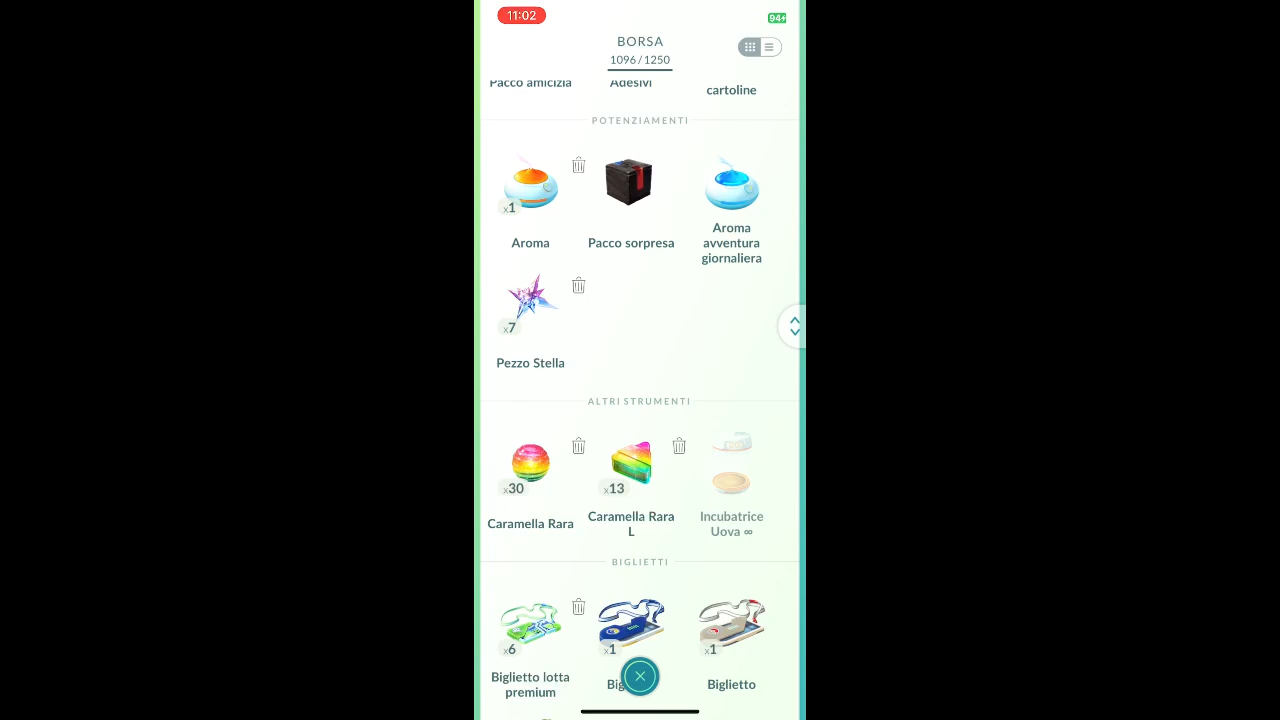 11:02
94
BORSA
1096 / 1250
Pacco amicizia
Adesivi
cartoline
POTENZIAMENTI
x1
Aroma
Pacco sorpresa
Aroma
avventura
giornaliera
x7
Pezzo Stella
ALTRI STRUMENTI
x30
x13
Caramella Rara
Caramella Rara
L
Incubatrice
Uova ∞
BIGLIETTI
x6
x1
x1
Biglietto lotta
premium
Biglietto